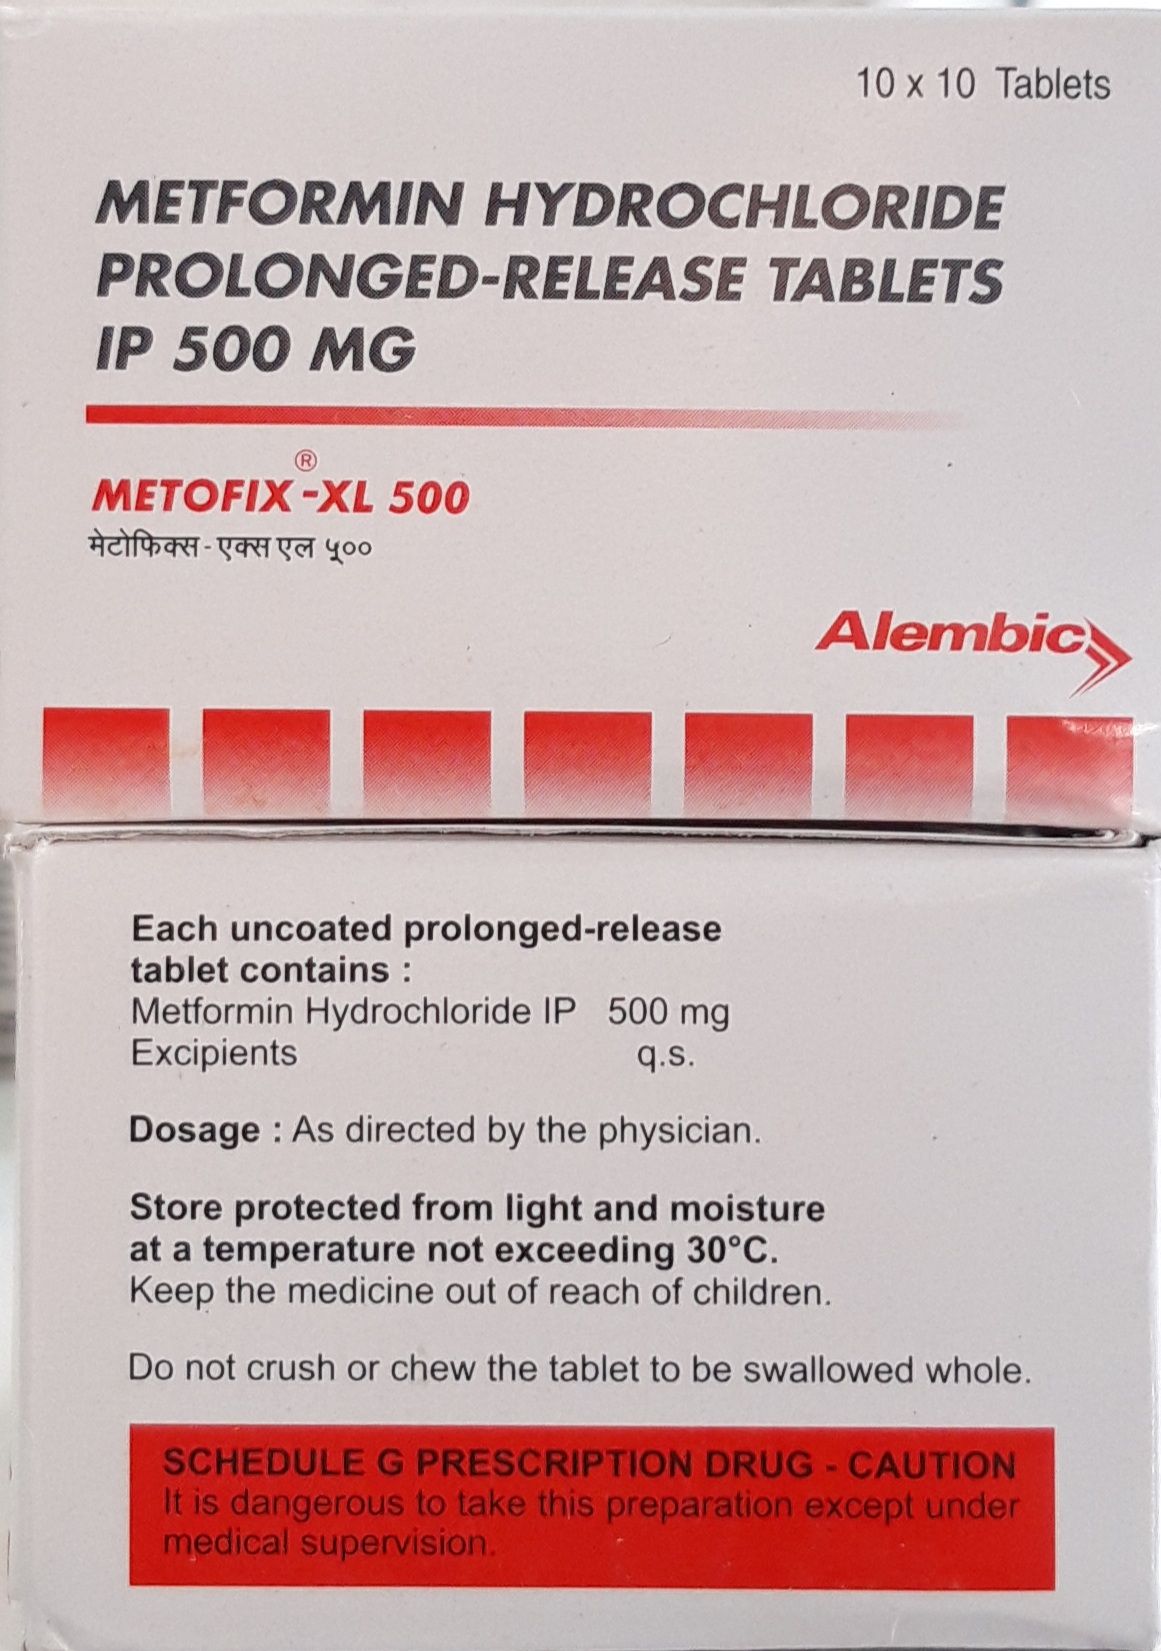 10 x 10 Tablets
METFORMIN HYDROCHLORIDE
PROLONGED-RELEASE TABLETS
IP 500 MG
METOFIX®-XL 500
मेटोफिक्स - एक्स एल ५००
Alembic
Each uncoated prolonged-release
tablet contains :
Metformin Hydrochloride IP 500 mg
Excipients q.s.
Dosage : As directed by the physician.
Store protected from light and moisture
at a temperature not exceeding 30°C.
Keep the medicine out of reach of children.
Do not crush or chew the tablet to be swallowed whole.
SCHEDULE G PRESCRIPTION DRUG - CAUTION
It is dangerous to take this preparation except under
medical supervision.